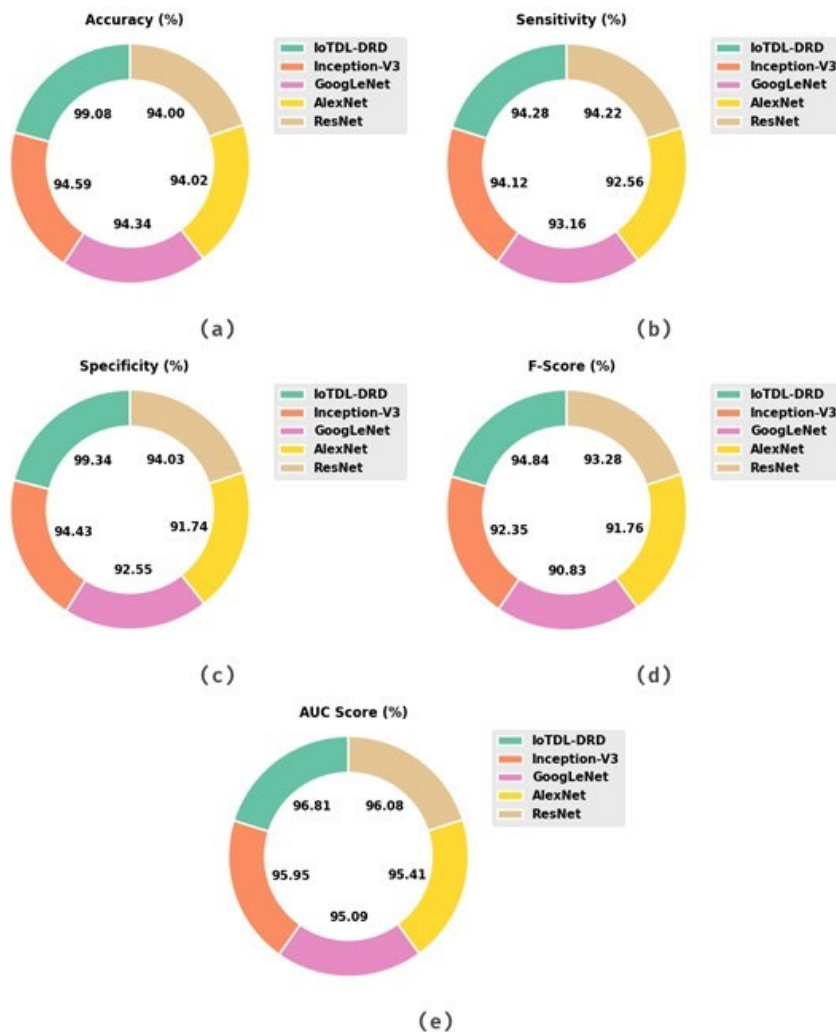 Accuracy (%)
IoTDL-DRD
Inception-V3
GoogLeNet
AlexNet
ResNet
99.08
94.00
94.59
94.02
94.34
(a)
Sensitivity (%)
IoTDL-DRD
Inception-V3
GoogLeNet
AlexNet
ResNet
94.28
94.22
94.12
92.56
93.16
(b)
Specificity (%)
IoTDL-DRD
Inception-V3
GoogLeNet
AlexNet
ResNet
99.34
94.03
94.43
91.74
92.55
(c)
F-Score (%)
IoTDL-DRD
Inception-V3
GoogLeNet
AlexNet
ResNet
94.84
93.28
92.35
91.76
90.83
(d)
AUC Score (%)
IoTDL-DRD
Inception-V3
GoogLeNet
AlexNet
ResNet
96.81
96.08
95.95
95.41
95.09
(e)